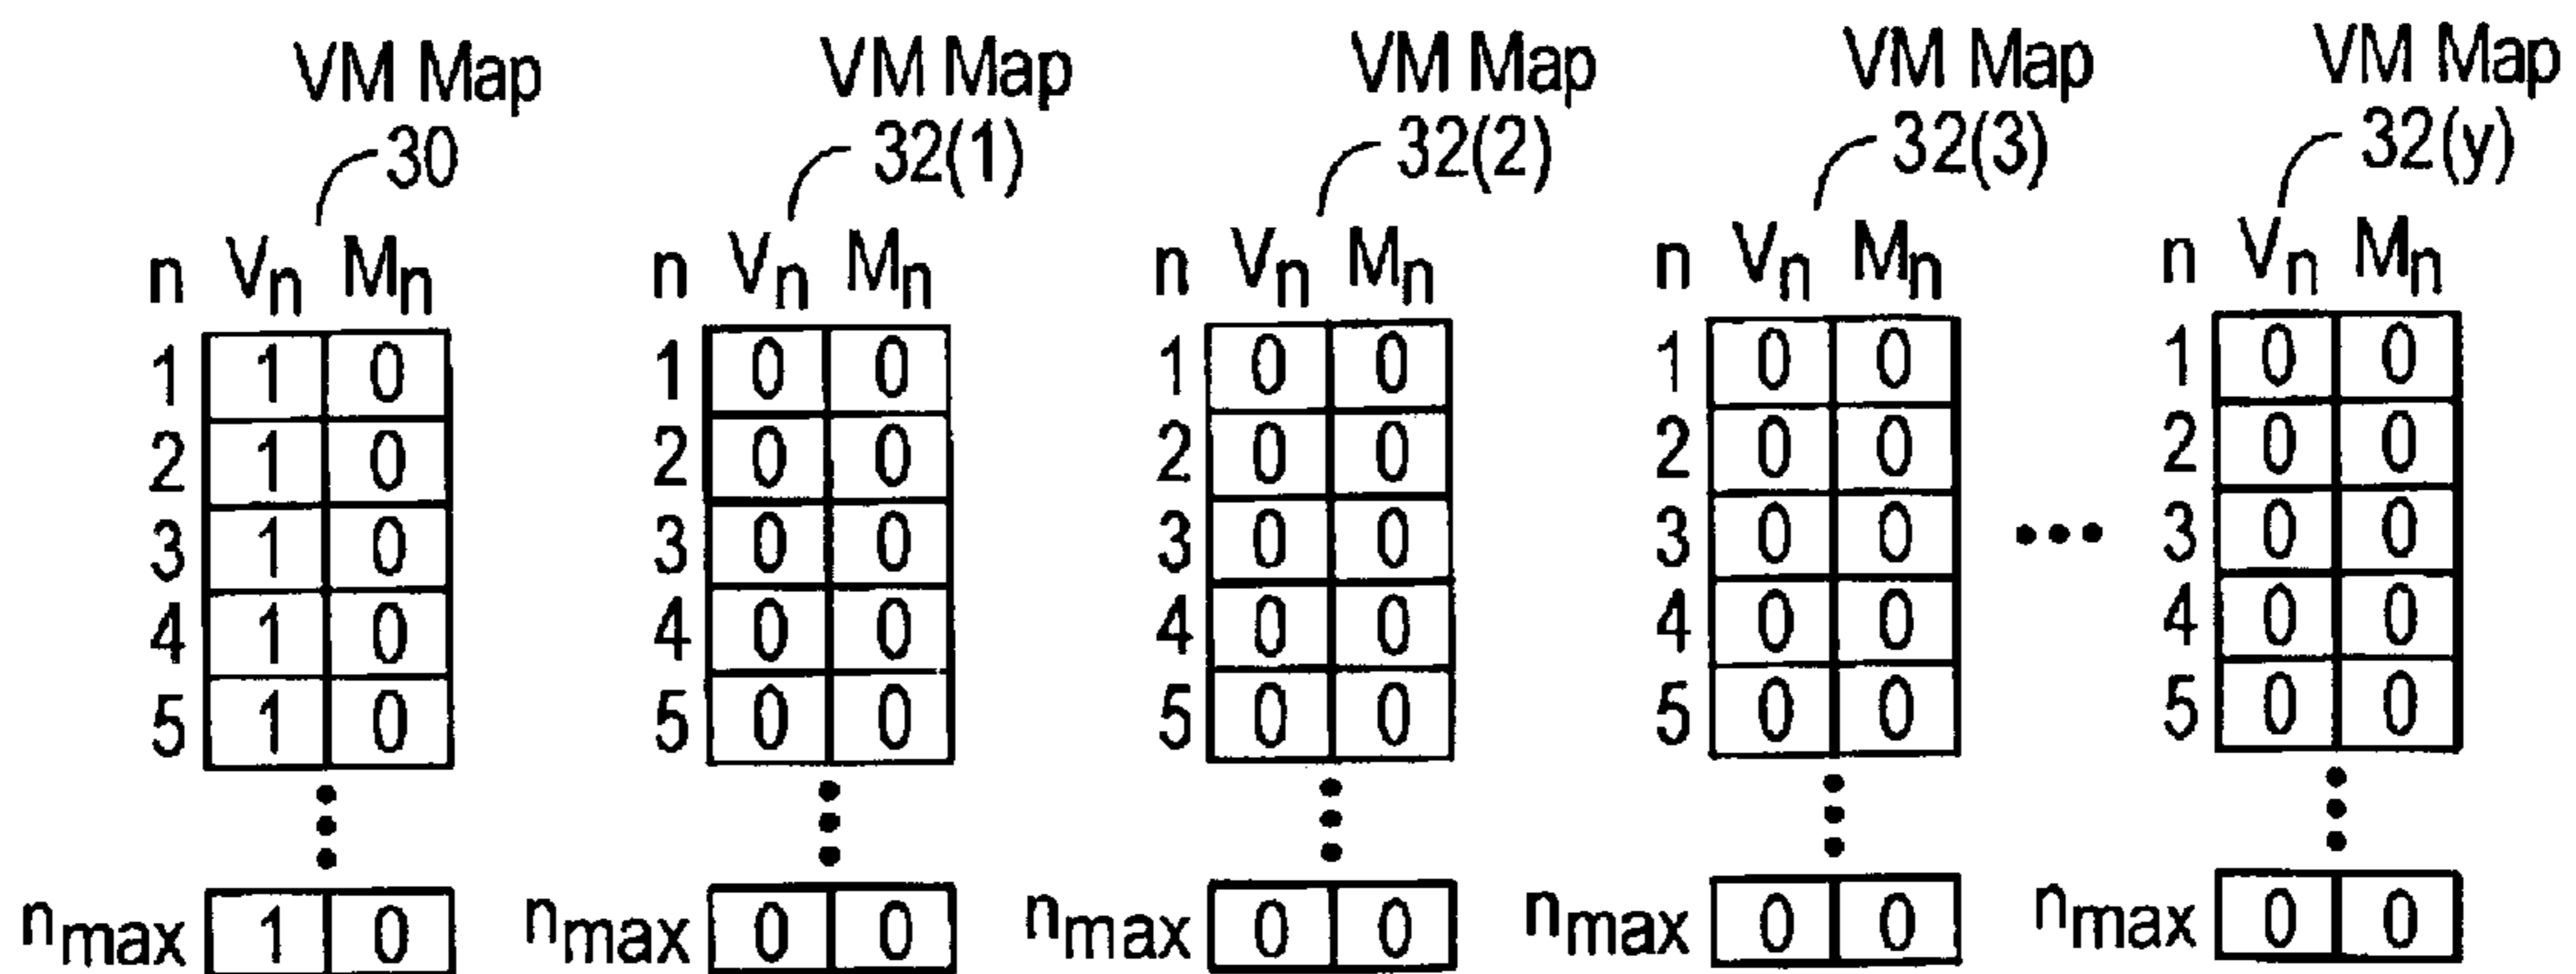 VM Map VM Map VM Map VM Map VM Map
30 32(1) 32(2) 32(3) 32(y)
n Vn Mn n Vn Mn n Vn Mn n Vn Mn n Vn Mn
1 1 0 1 0 0 1 0 0 1 0 0 1 0 0
2 1 0 2 0 0 2 0 0 2 0 0 2 0 0
3 1 0 3 0 0 3 0 0 3 0 0 ••• 3 0 0
4 1 0 4 0 0 4 0 0 4 0 0 4 0 0
5 1 0 5 0 0 5 0 0 5 0 0 5 0 0
nmax 1 0 nmax 0 0 nmax 0 0 nmax 0 0 nmax 0 0